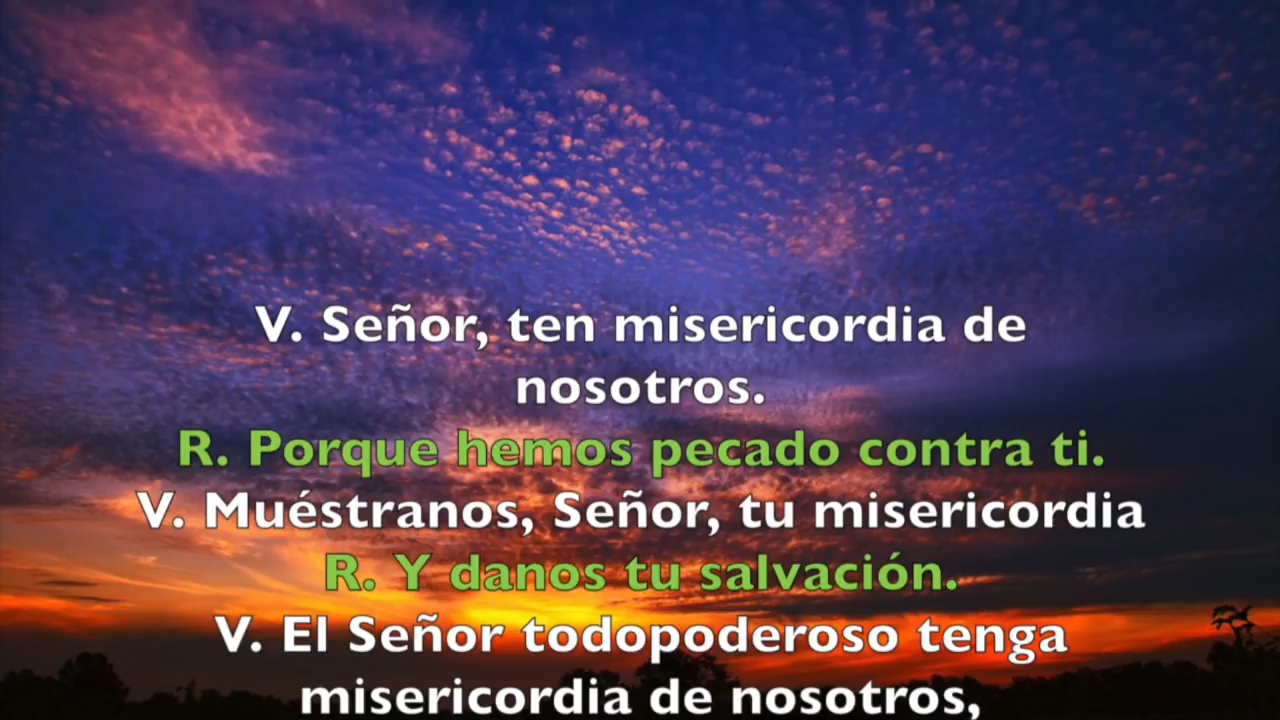 V. Señor, ten misericordia de
nosotros.
R. Porque hemos pecado contra ti.
V. Muéstranos, Señor, tu misericordia
R. Y danos tu salvación.
V. El Señor todopoderoso tenga
misericordia de nosotros,